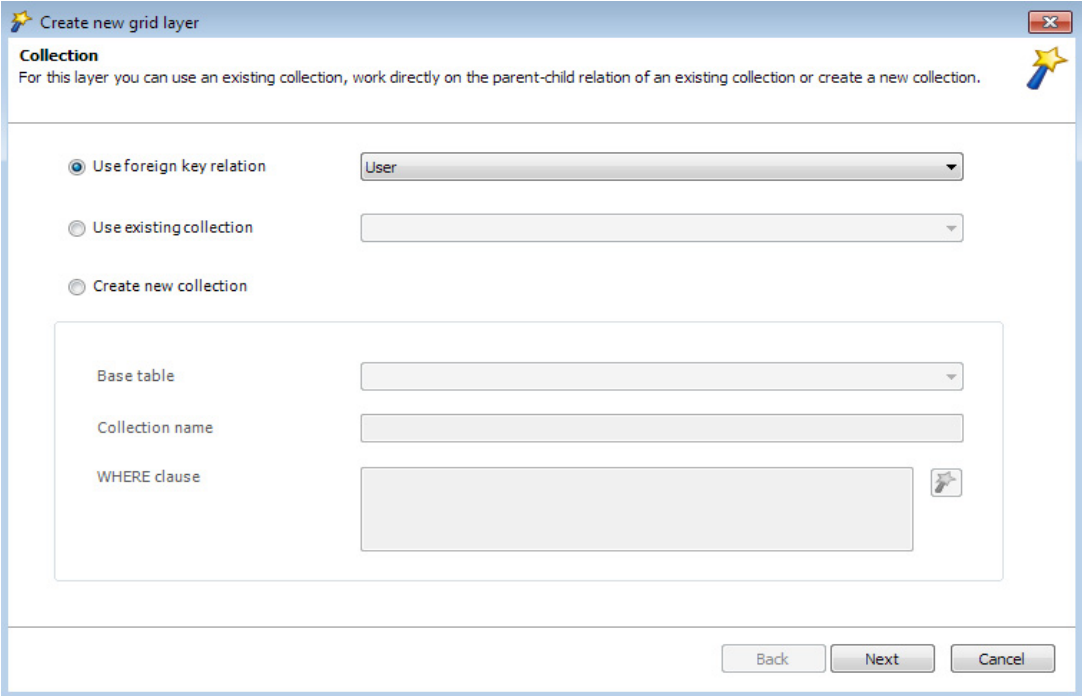 Create new grid layer
Collection
For this layer you can use an existing collection, work directly on the parent-child relation of an existing collection or create a new collection.
Use foreign key relation
User
Use existing collection
Create new collection
Base table
Collection name
WHERE clause
Back
Next
Cancel